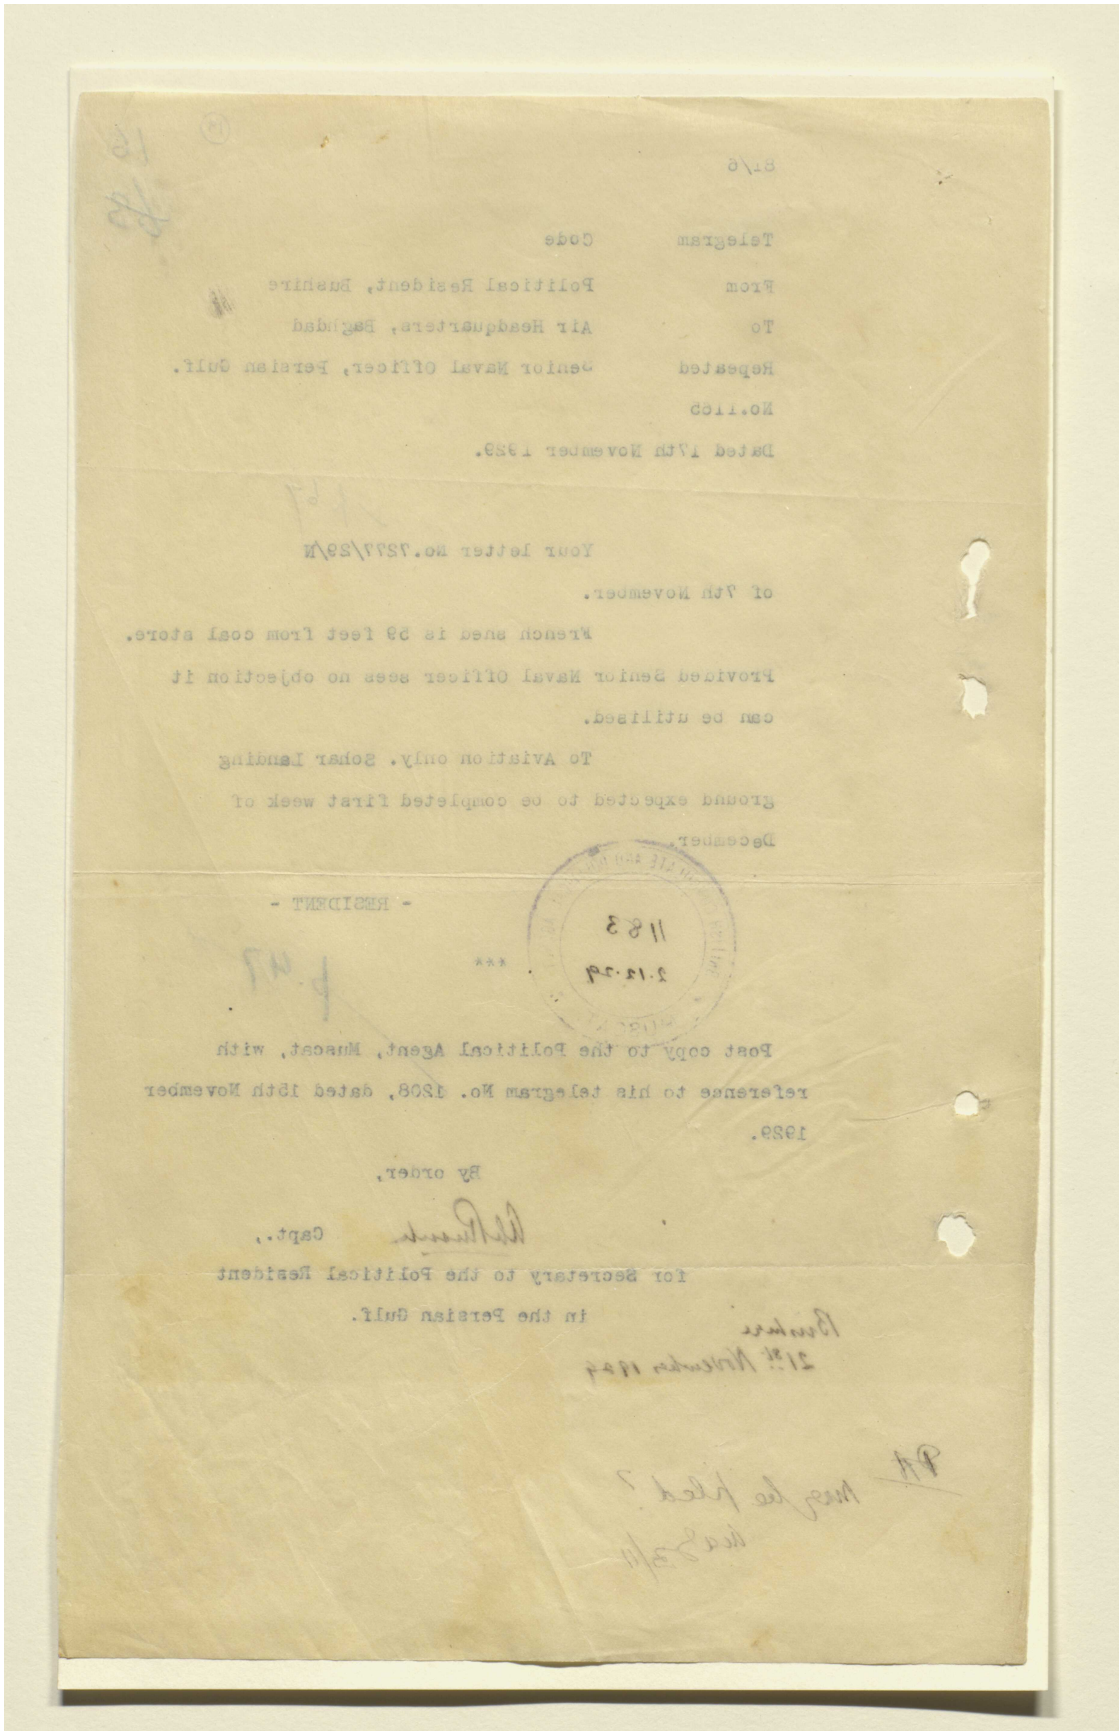 81/6
Telegram Code
From Political Resident, Bushire
To Air Headquarters, Baghdad
Repeated Senior Naval Officer, Persian Gulf.
No.1165
Dated 17th November 1929.
Your letter No.7277/29/N
of 7th November.
French shed is 59 feet from coal store.
Provided Senior Naval Officer sees no objection it
can be utilised.
To Aviation only. Sohar Landing
ground expected to be completed first week of
December.
- RESIDENT -
1183
2.12.29
***
p.47
Post copy to the Political Agent, Muscat, with
reference to his telegram No. 1208, dated 15th November
1929.
By order,
Capt.,
for Secretary to the Political Resident
in the Persian Gulf.
Bushire
21st November 1929
PA
May be filed?